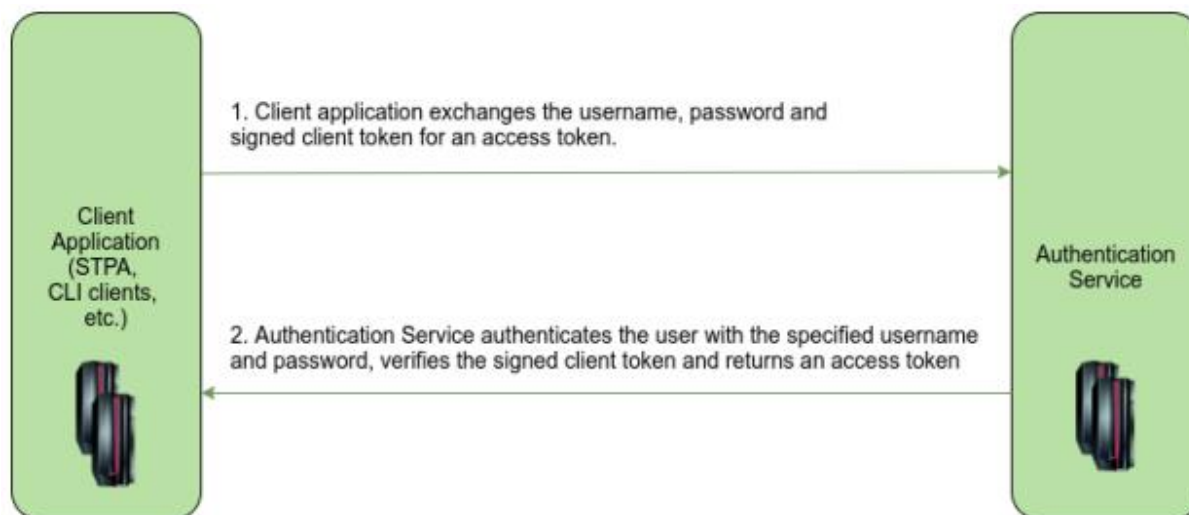 1. Client application exchanges the username, password and
signed client token for an access token.
Client
Application
(STPA,
CLI clients,
etc.)
Authentication
Service
2. Authentication Service authenticates the user with the specified username
and password, verifies the signed client token and returns an access token